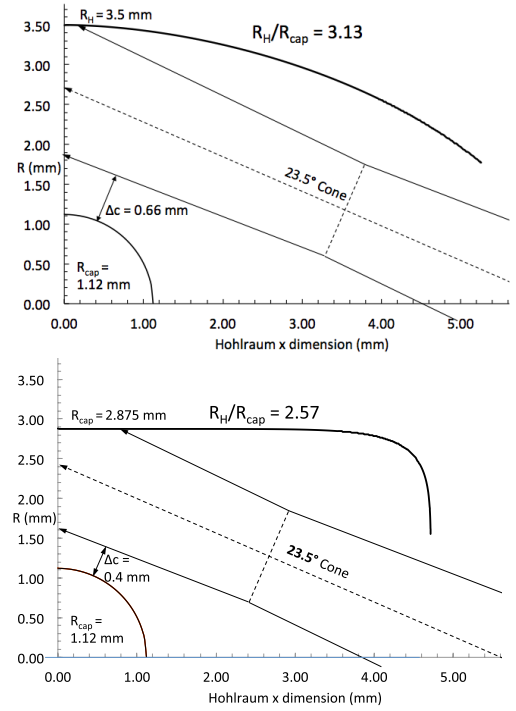 3.50
R_H = 3.5 mm
R_H/R_cap = 3.13
3.00
2.50
2.00
R (mm)
1.50
23.5° Cone
Δc = 0.66 mm
1.00
0.50
R_cap =
1.12 mm
0.00
0.00 1.00 2.00 3.00 4.00 5.00
Hohlraum x dimension (mm)
3.50
3.00
R_cap = 2.875 mm
R_H/R_cap = 2.57
2.50
2.00
R (mm)
1.50
23.5° Cone
Δc =
0.4 mm
1.00
0.50
R_cap =
1.12 mm
0.00
0.00 1.00 2.00 3.00 4.00 5.00
Hohlraum x dimension (mm)